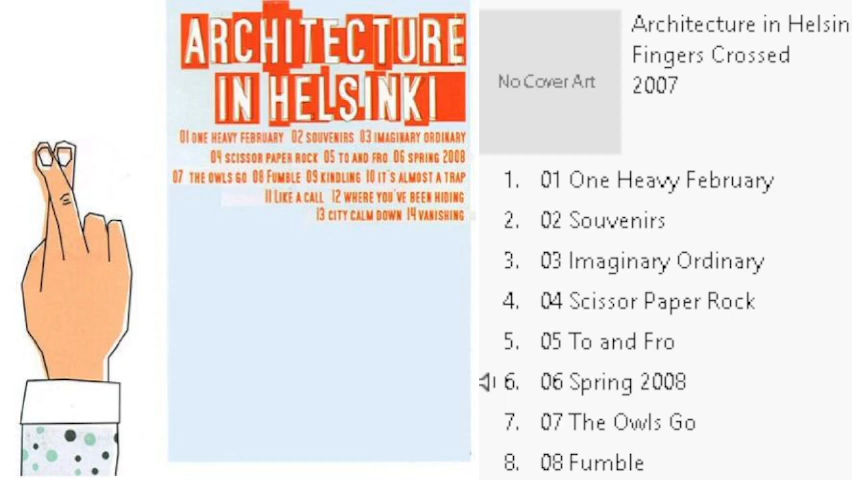 ARCHITECTURE
IN HELSINKI
01 ONE HEAVY FEBRUARY 02 SOUVENIRS 03 IMAGINARY ORDINARY
04 SCISSOR PAPER ROCK 05 TO AND FRO 06 SPRING 2008
07 THE OWLS GO 08 FUMBLE 09 KINDLING 10 IT'S ALMOST A TRAP
11 LIKE A CALL 12 WHERE YOU'VE BEEN HIDING
13 CITY CALM DOWN 14 VANISHING
No Cover Art
Architecture in Helsin
Fingers Crossed
2007
1. 01 One Heavy February
2. 02 Souvenirs
3. 03 Imaginary Ordinary
4. 04 Scissor Paper Rock
5. 05 To and Fro
6. 06 Spring 2008
7. 07 The Owls Go
8. 08 Fumble